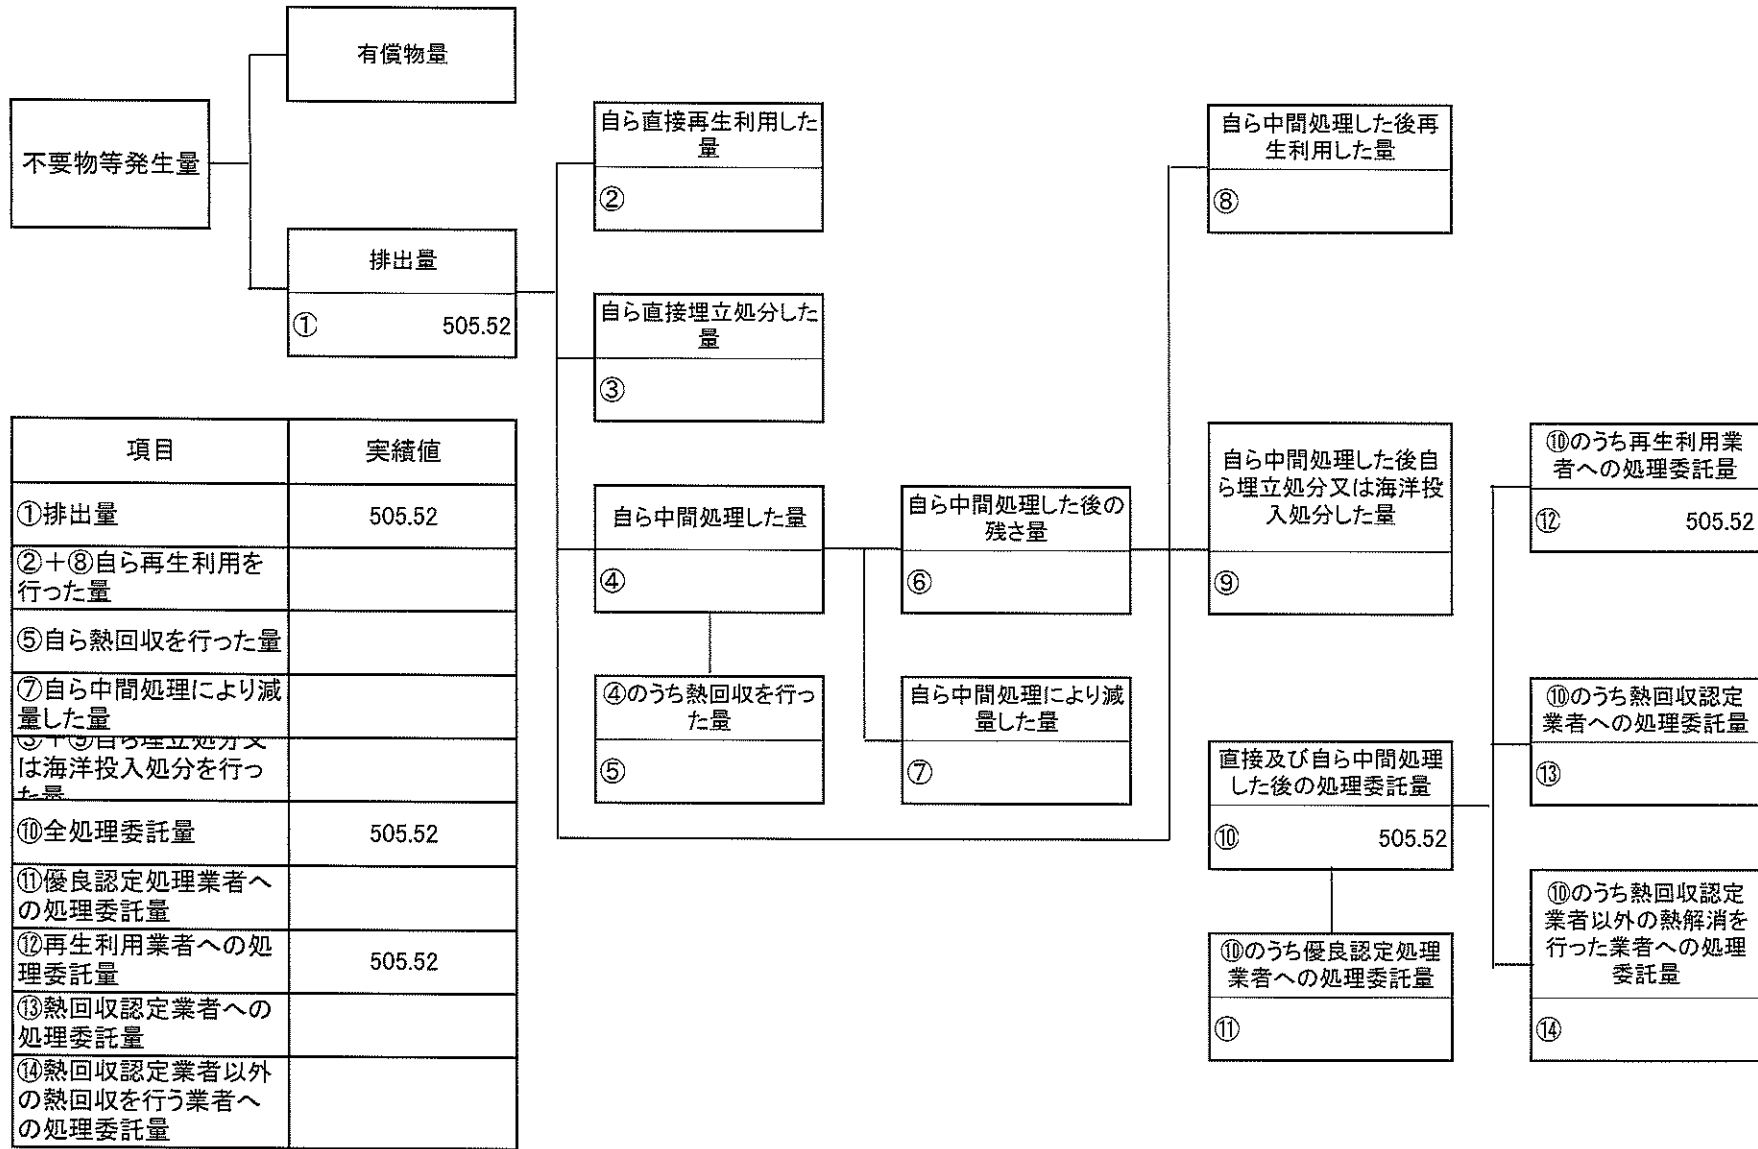 有償物量
不要物等発生量
排出量
① 505.52
自ら直接再生利用した
量
②
自ら直接埋立処分した
量
③
自ら中間処理した量
④
④のうち熱回収を行っ
た量
⑤
自ら中間処理した後の
残さ量
⑥
自ら中間処理により減
量した量
⑦
自ら中間処理した後再
生利用した量
⑧
自ら中間処理した後自
ら埋立処分又は海洋投
入処分した量
⑨
直接及び自ら中間処理
した後の処理委託量
⑩ 505.52
⑩のうち優良認定処理
業者への処理委託量
⑪
⑩のうち再生利用業
者への処理委託量
⑫ 505.52
⑩のうち熱回収認定
業者への処理委託量
⑬
⑩のうち熱回収認定
業者以外の熱解消を
行った業者への処理
委託量
⑭
項目 実績値
①排出量 505.52
②＋⑧自ら再生利用を
行った量
⑤自ら熱回収を行った量
⑦自ら中間処理により減
量した量
③＋⑨自ら埋立処分又
は海洋投入処分を行っ
た量
⑩全処理委託量 505.52
⑪優良認定処理業者へ
の処理委託量
⑫再生利用業者への処
理委託量 505.52
⑬熱回収認定業者への
処理委託量
⑭熱回収認定業者以外
の熱回収を行う業者へ
の処理委託量